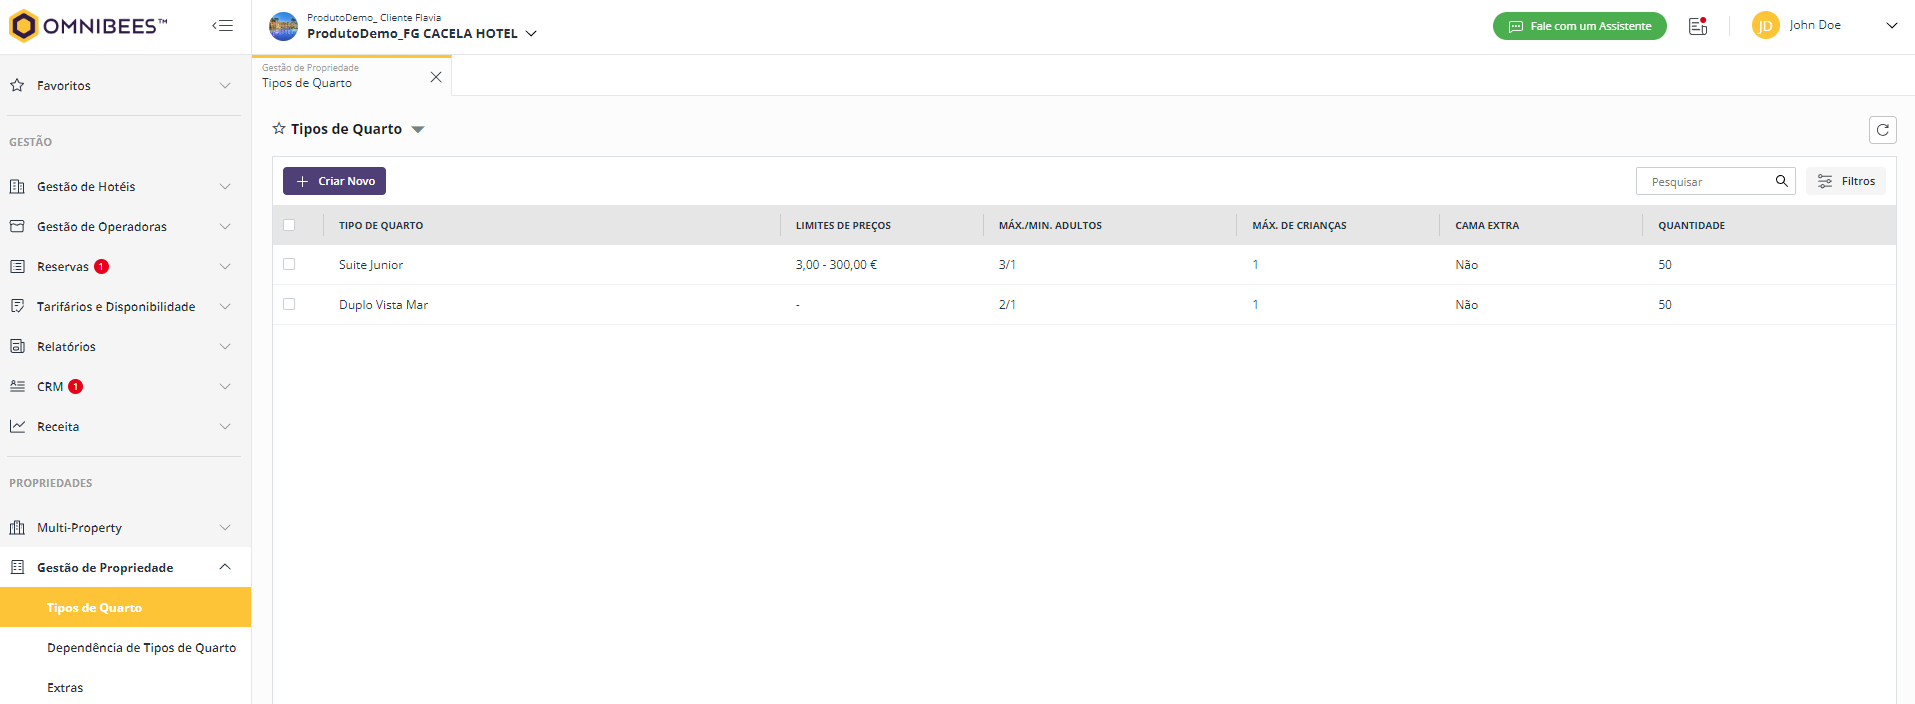 OMNIBEES™
ProdutoDemo_ Cliente Flavia
ProdutoDemo_FG CACELA HOTEL
Fale com um Assistente
JD
John Doe
Favoritos
GESTÃO
Gestão de Hotéis
Gestão de Operadoras
Reservas 1
Tarifários e Disponibilidade
Relatórios
CRM 1
Receita
PROPRIEDADES
Multi-Property
Gestão de Propriedade
Tipos de Quarto
Dependência de Tipos de Quarto
Extras
Gestão de Propriedade
Tipos de Quarto
Tipos de Quarto
Criar Novo
Pesquisar
Filtros
TIPO DE QUARTO LIMITES DE PREÇOS MÁX./MIN. ADULTOS MÁX. DE CRIANÇAS CAMA EXTRA QUANTIDADE
Suite Junior 3,00 - 300,00 € 3/1 1 Não 50
Duplo Vista Mar - 2/1 1 Não 50